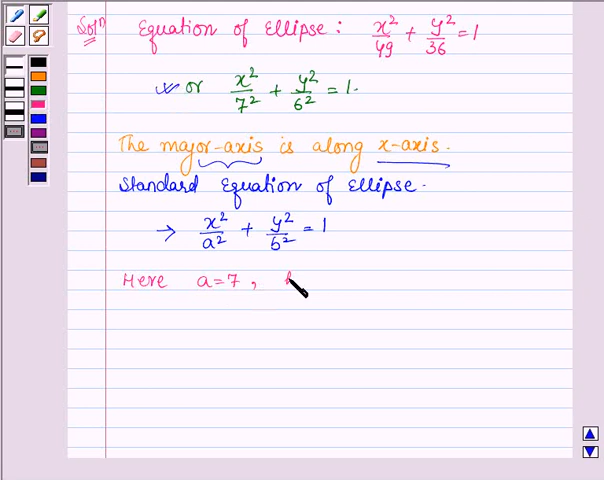 Solⁿ Equation of Ellipse : x²/49 + y²/36 = 1
or x²/7² + y²/6² = 1.
The major-axis is along x-axis.
Standard Equation of Ellipse.
→ x²/a² + y²/b² = 1
Here a=7,